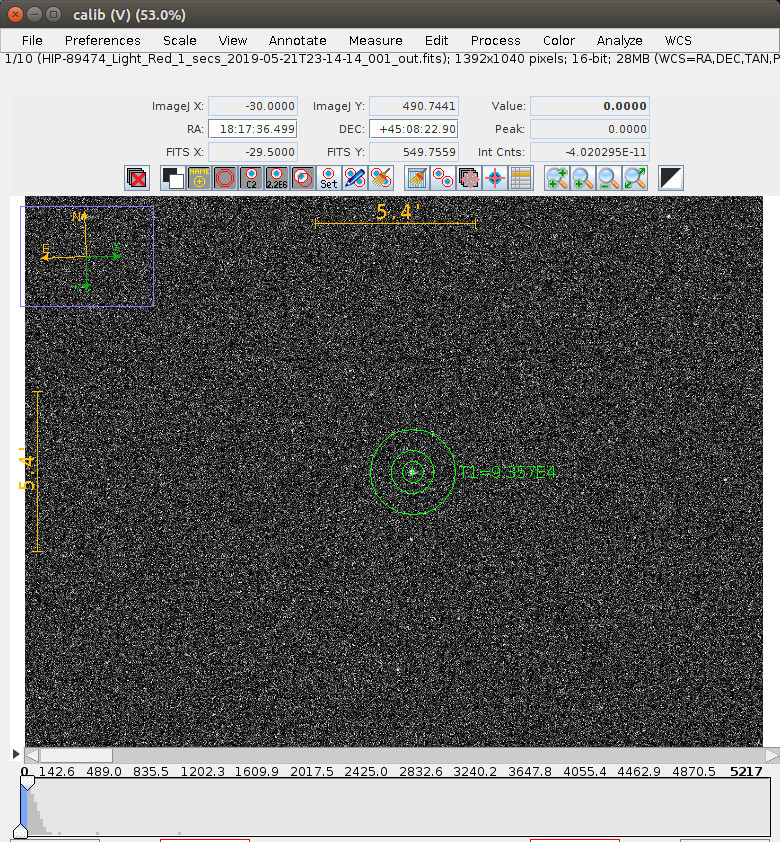 calib (V) (53.0%)
File Preferences Scale View Annotate Measure Edit Process Color Analyze WCS
1/10 (HIP-89474_Light_Red_1_secs_2019-05-21T23-14-14_001_out.fits); 1392x1040 pixels; 16-bit; 28MB (WCS=RA,DEC,TAN,P
ImageJ X: -30.0000 ImageJ Y: 490.7441 Value: 0.0000
RA: 18:17:36.499 DEC: +45:08:22.90 Peak: 0.0000
FITS X: -29.5000 FITS Y: 549.7559 Int Cnts: -4.020295E-11
NAME C2 2.2E6 Set
5.4'
N
E
5.4'
T1=9.357E4
0 142.6 489.0 835.5 1202.3 1609.9 2017.5 2425.0 2832.6 3240.2 3647.8 4055.4 4462.9 4870.5 5217